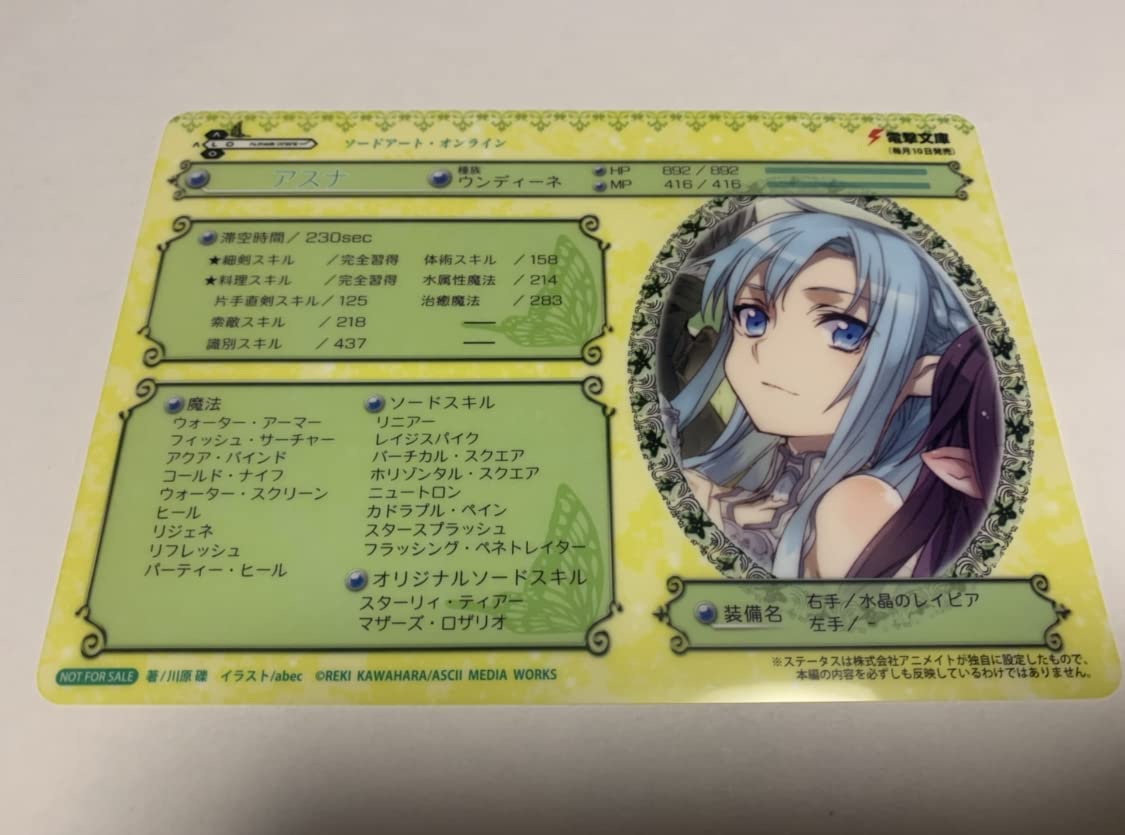 A
A L O
O
ソードアート・オンライン
電撃文庫
(毎月10日発売)
アスナ
種族
ウンディーネ
HP 892 / 892
MP 416 / 416
滞空時間 / 230sec
★細剣スキル /完全習得 体術スキル /158
★料理スキル /完全習得 水属性魔法 /214
片手直剣スキル/125 治癒魔法 /283
索敵スキル /218 ―
識別スキル /437 ―
魔法
ウォーター・アーマー
フィッシュ・サーチャー
アクア・バインド
コールド・ナイフ
ウォーター・スクリーン
ヒール
リジェネ
リフレッシュ
パーティー・ヒール
ソードスキル
リニアー
レイジスパイク
バーチカル・スクエア
ホリゾンタル・スクエア
ニュートロン
カドラプル・ペイン
スタースプラッシュ
フラッシング・ペネトレイター
オリジナルソードスキル
スターリィ・ティアー
マザーズ・ロザリオ
装備名
右手/水晶のレイピア
左手/-
※ステータスは株式会社アニメイトが独自に設定したもので、
本編の内容を必ずしも反映しているわけではありません。
NOT FOR SALE 著/川原 礫 イラスト/abec ©REKI KAWAHARA/ASCII MEDIA WORKS